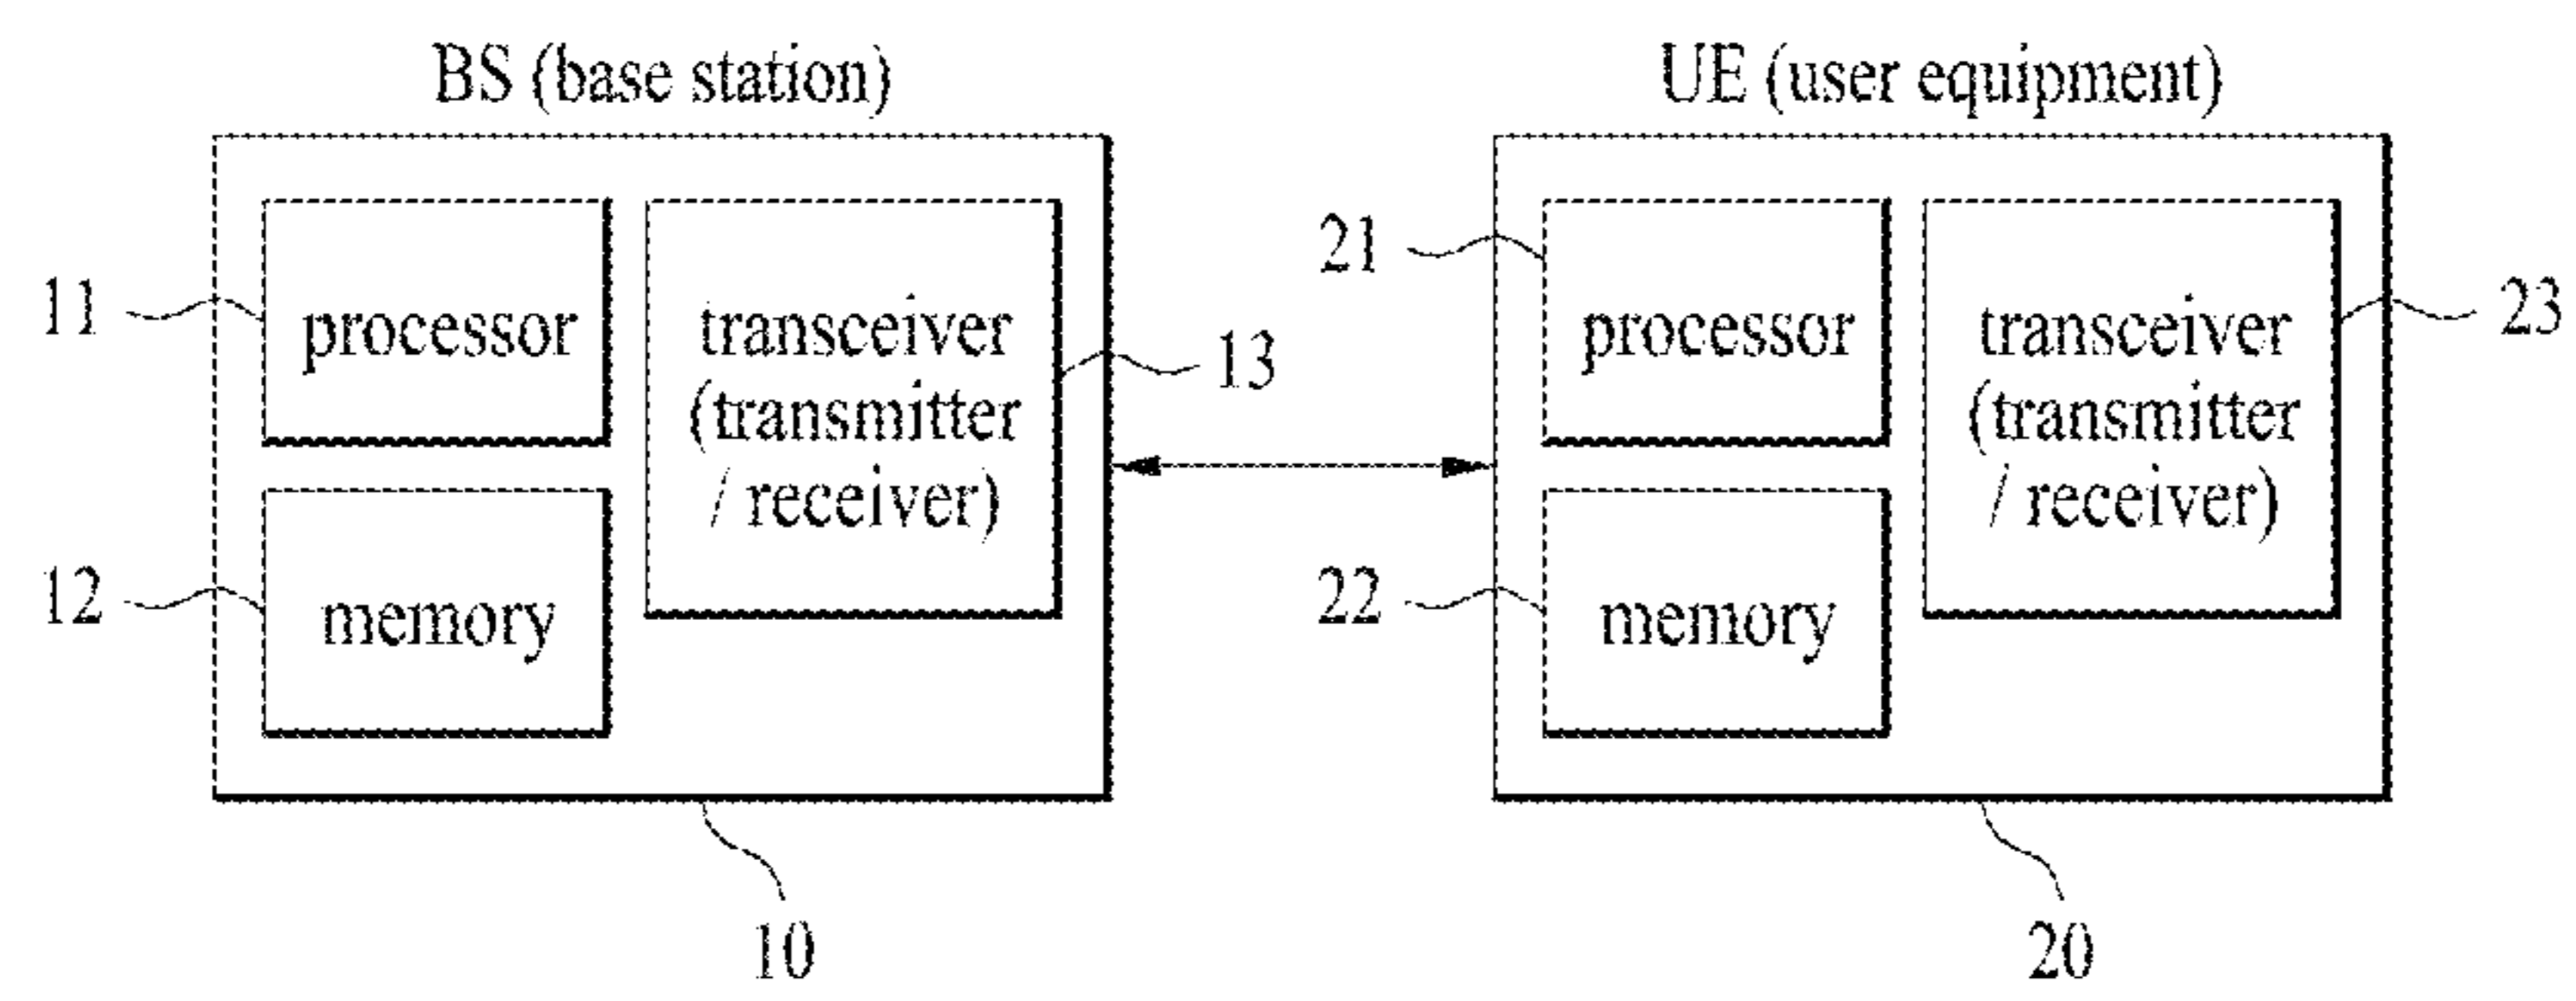 BS (base station)
UE (user equipment)
11
processor
transceiver
(transmitter
/ receiver)
13
12
memory
10
21
processor
transceiver
(transmitter
/ receiver)
23
22
memory
20